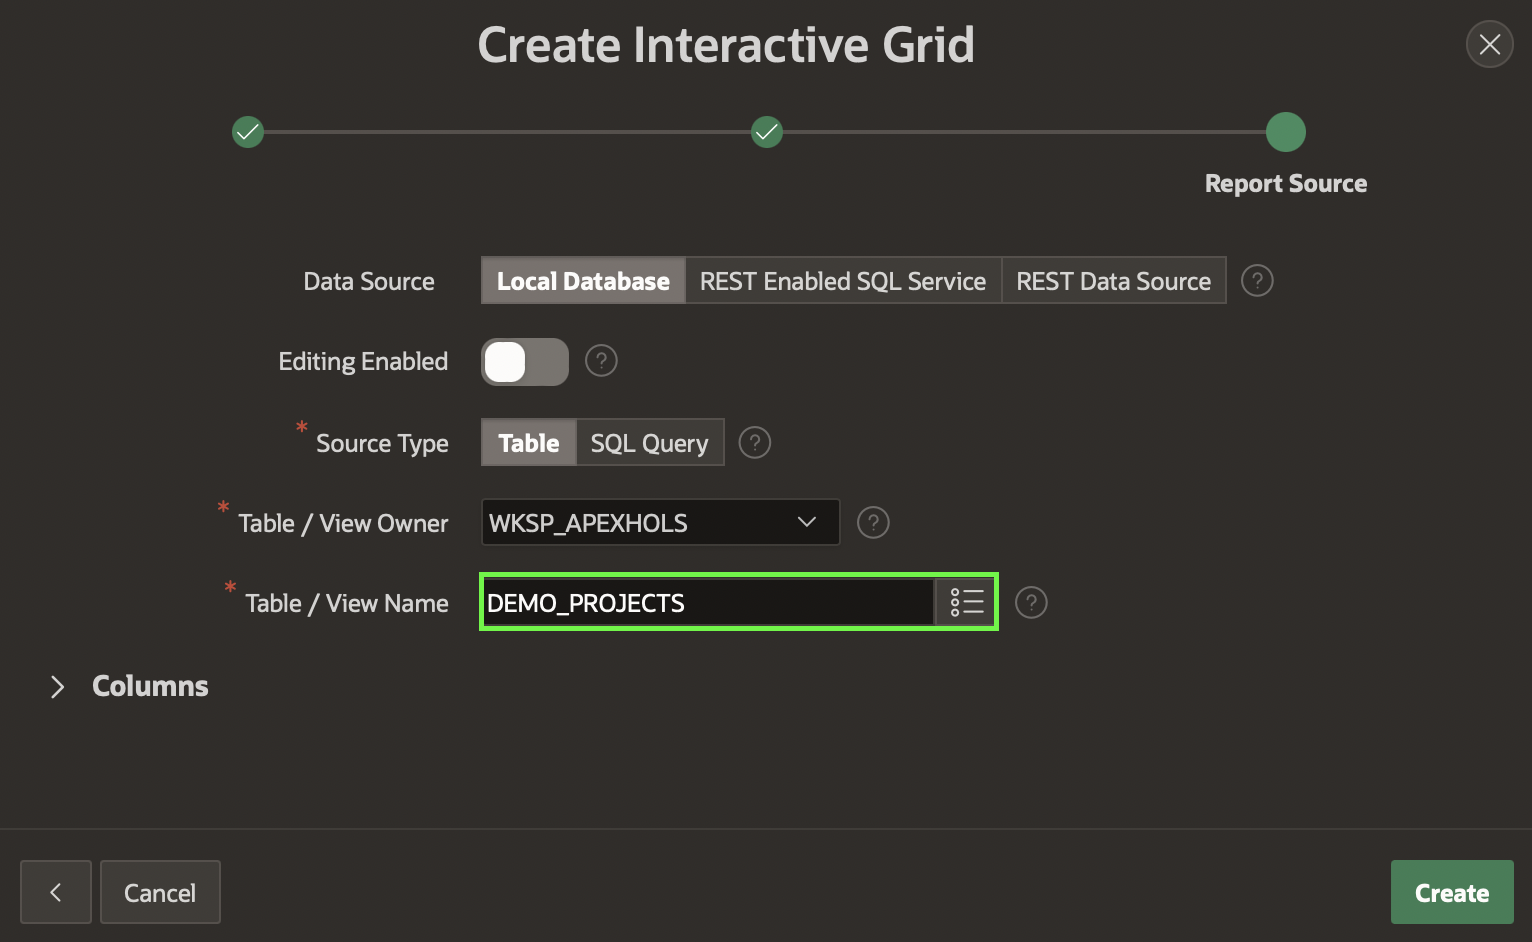 Create Interactive Grid
Report Source
Data Source Local Database REST Enabled SQL Service REST Data Source ?
Editing Enabled ?
* Source Type Table SQL Query ?
* Table / View Owner WKSP_APEXHOLS ?
* Table / View Name DEMO_PROJECTS ?
Columns
Cancel Create